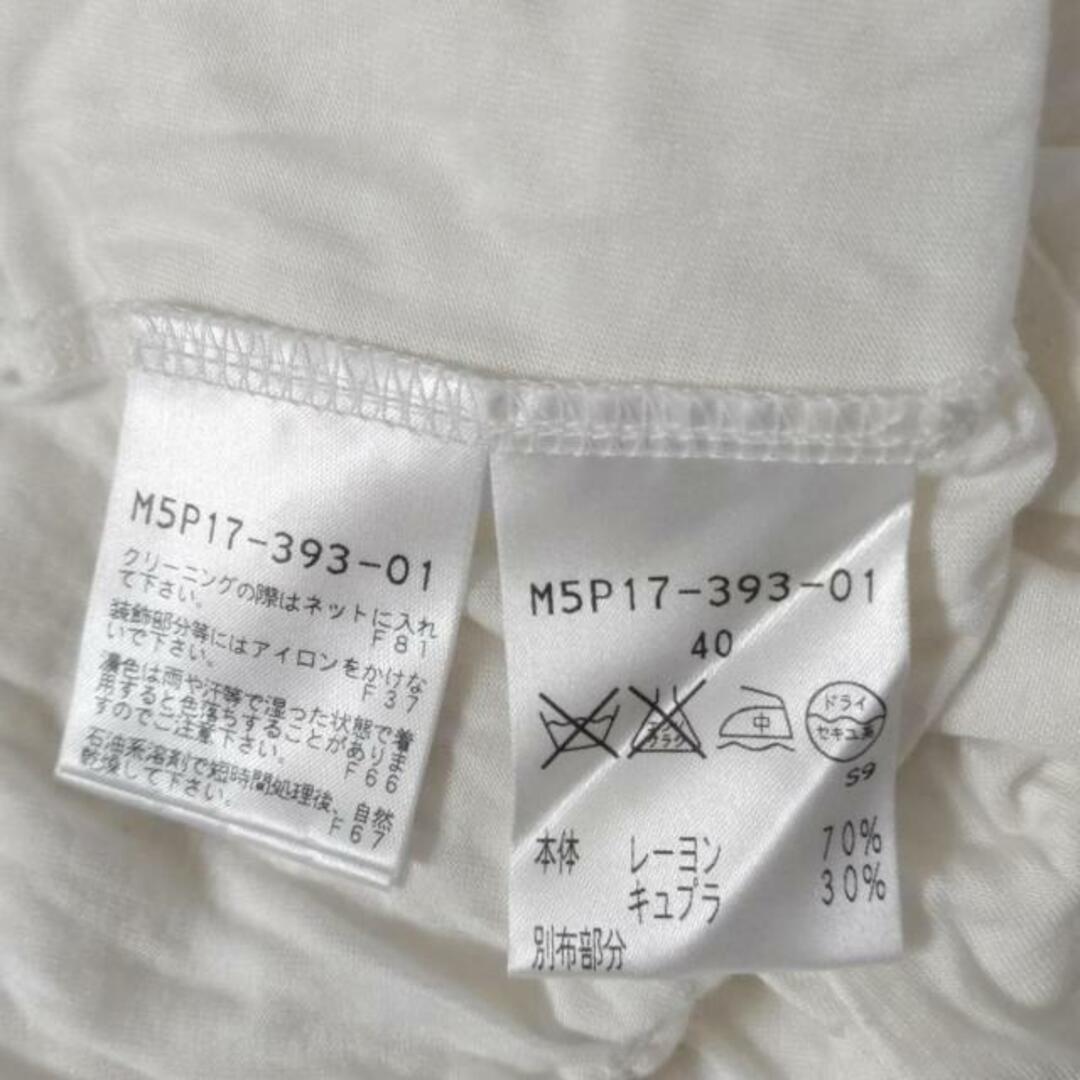 M5P17-393-01
クリーニングの際はネットに入れ
て下さい。 F81
装飾部分等にはアイロンをかけな
いで下さい。 F37
濃色は雨や汗等で湿った状態で着
用すると色落ちすることがありま
すのでご注意下さい。 F66
石油系溶剤で短時間処理後、自然
乾燥して下さい。 F67
M5P17-393-01
40
エンソ サラシ
中
ドライ
セキユ系
S9
本体 レーヨン 70%
キュプラ 30%
別布部分